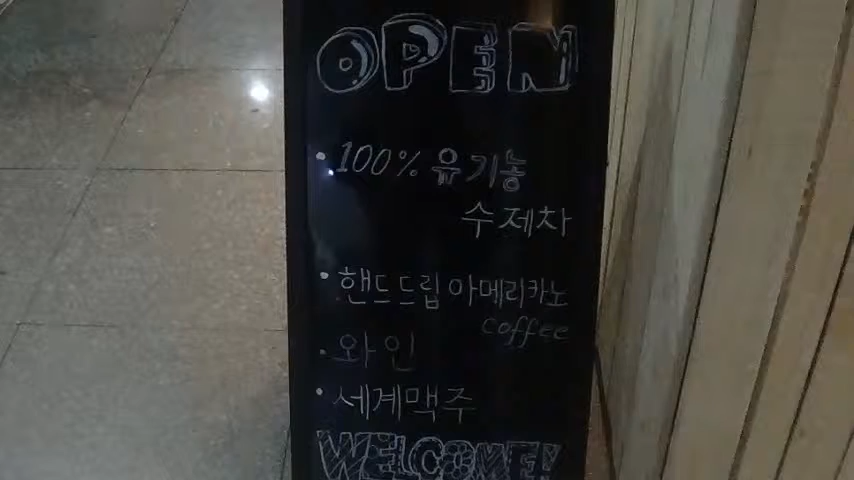 OPEN
• 100% 유기농
수제차
• 핸드드립 아메리카노
coffee
• 와인
• 세계맥주
WELCOME!